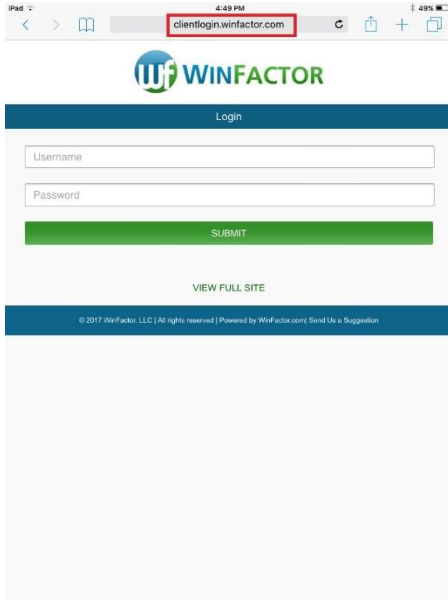 iPad 4:49 PM 49%
clientlogin.winfactor.com
WF WINFACTOR
Login
Username
Password
SUBMIT
VIEW FULL SITE
© 2017 WinFactor, LLC | All rights reserved | Powered by WinFactor.com| Send Us a Suggestion